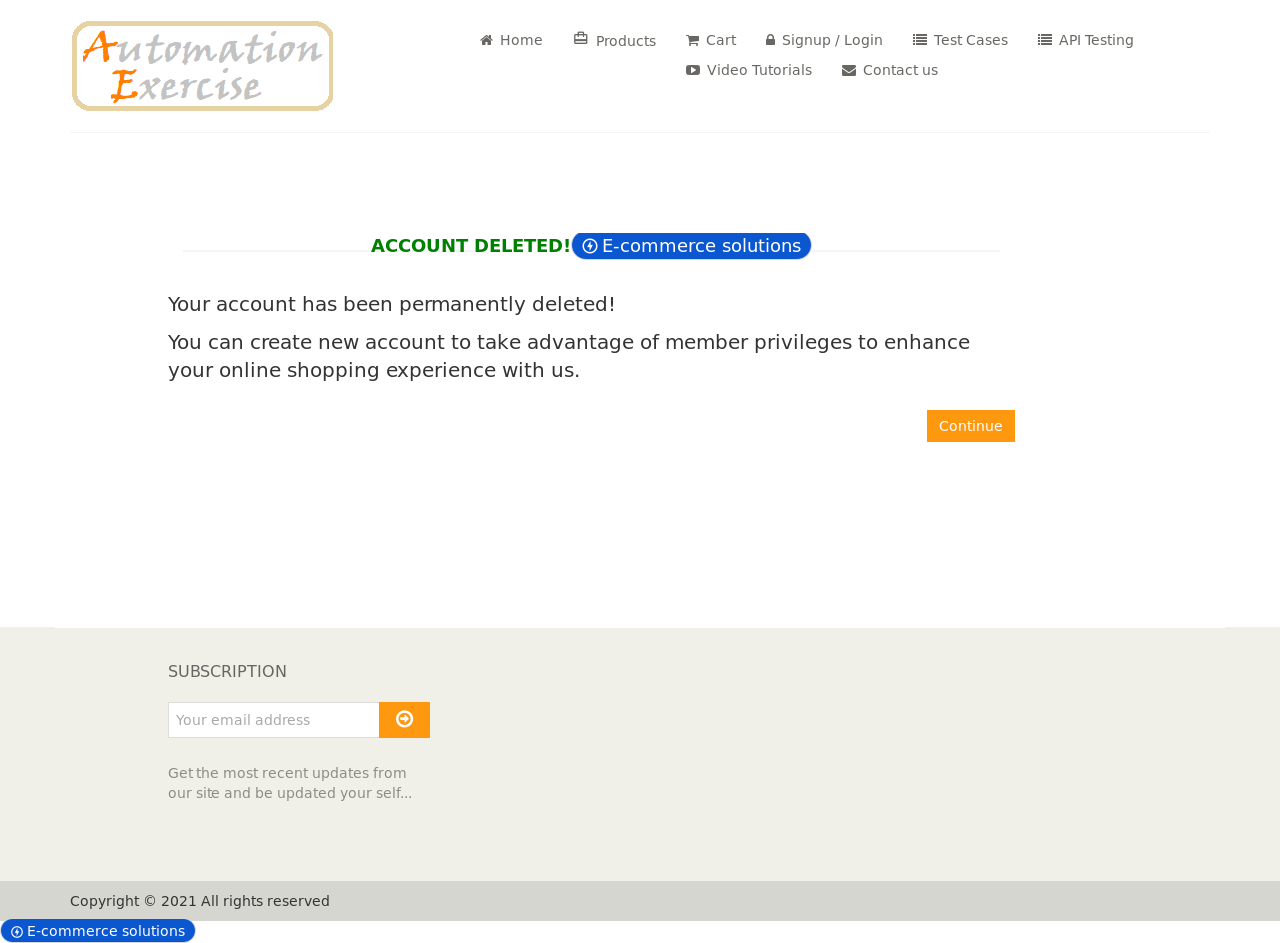 Automation
Exercise
Home Products Cart Signup / Login Test Cases API Testing
Video Tutorials Contact us
ACCOUNT DELETED! E-commerce solutions
Your account has been permanently deleted!
You can create new account to take advantage of member privileges to enhance
your online shopping experience with us.
Continue
SUBSCRIPTION
Your email address
Get the most recent updates from
our site and be updated your self...
Copyright © 2021 All rights reserved
E-commerce solutions